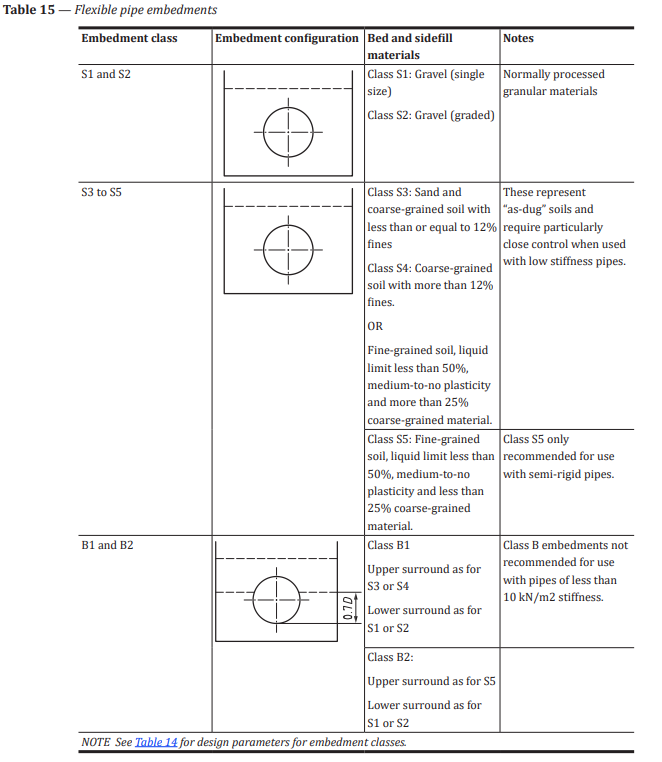 Table 15 — Flexible pipe embedments
Embedment class
Embedment configuration
Bed and sidefill
materials
Notes
S1 and S2
Class S1: Gravel (single
size)
Class S2: Gravel (graded)
Normally processed
granular materials
S3 to S5
Class S3: Sand and
coarse-grained soil with
less than or equal to 12%
fines
Class S4: Coarse-grained
soil with more than 12%
fines.
OR
Fine-grained soil, liquid
limit less than 50%,
medium-to-no plasticity
and more than 25%
coarse-grained material.
These represent
“as-dug” soils and
require particularly
close control when used
with low stiffness pipes.
Class S5: Fine-grained
soil, liquid limit less than
50%, medium-to-no
plasticity and less than
25% coarse-grained
material.
Class S5 only
recommended for use
with semi-rigid pipes.
B1 and B2
0.7D
Class B1
Upper surround as for
S3 or S4
Lower surround as for
S1 or S2
Class B embedments not
recommended for use
with pipes of less than
10 kN/m2 stiffness.
Class B2:
Upper surround as for S5
Lower surround as for
S1 or S2
NOTE See Table 14 for design parameters for embedment classes.